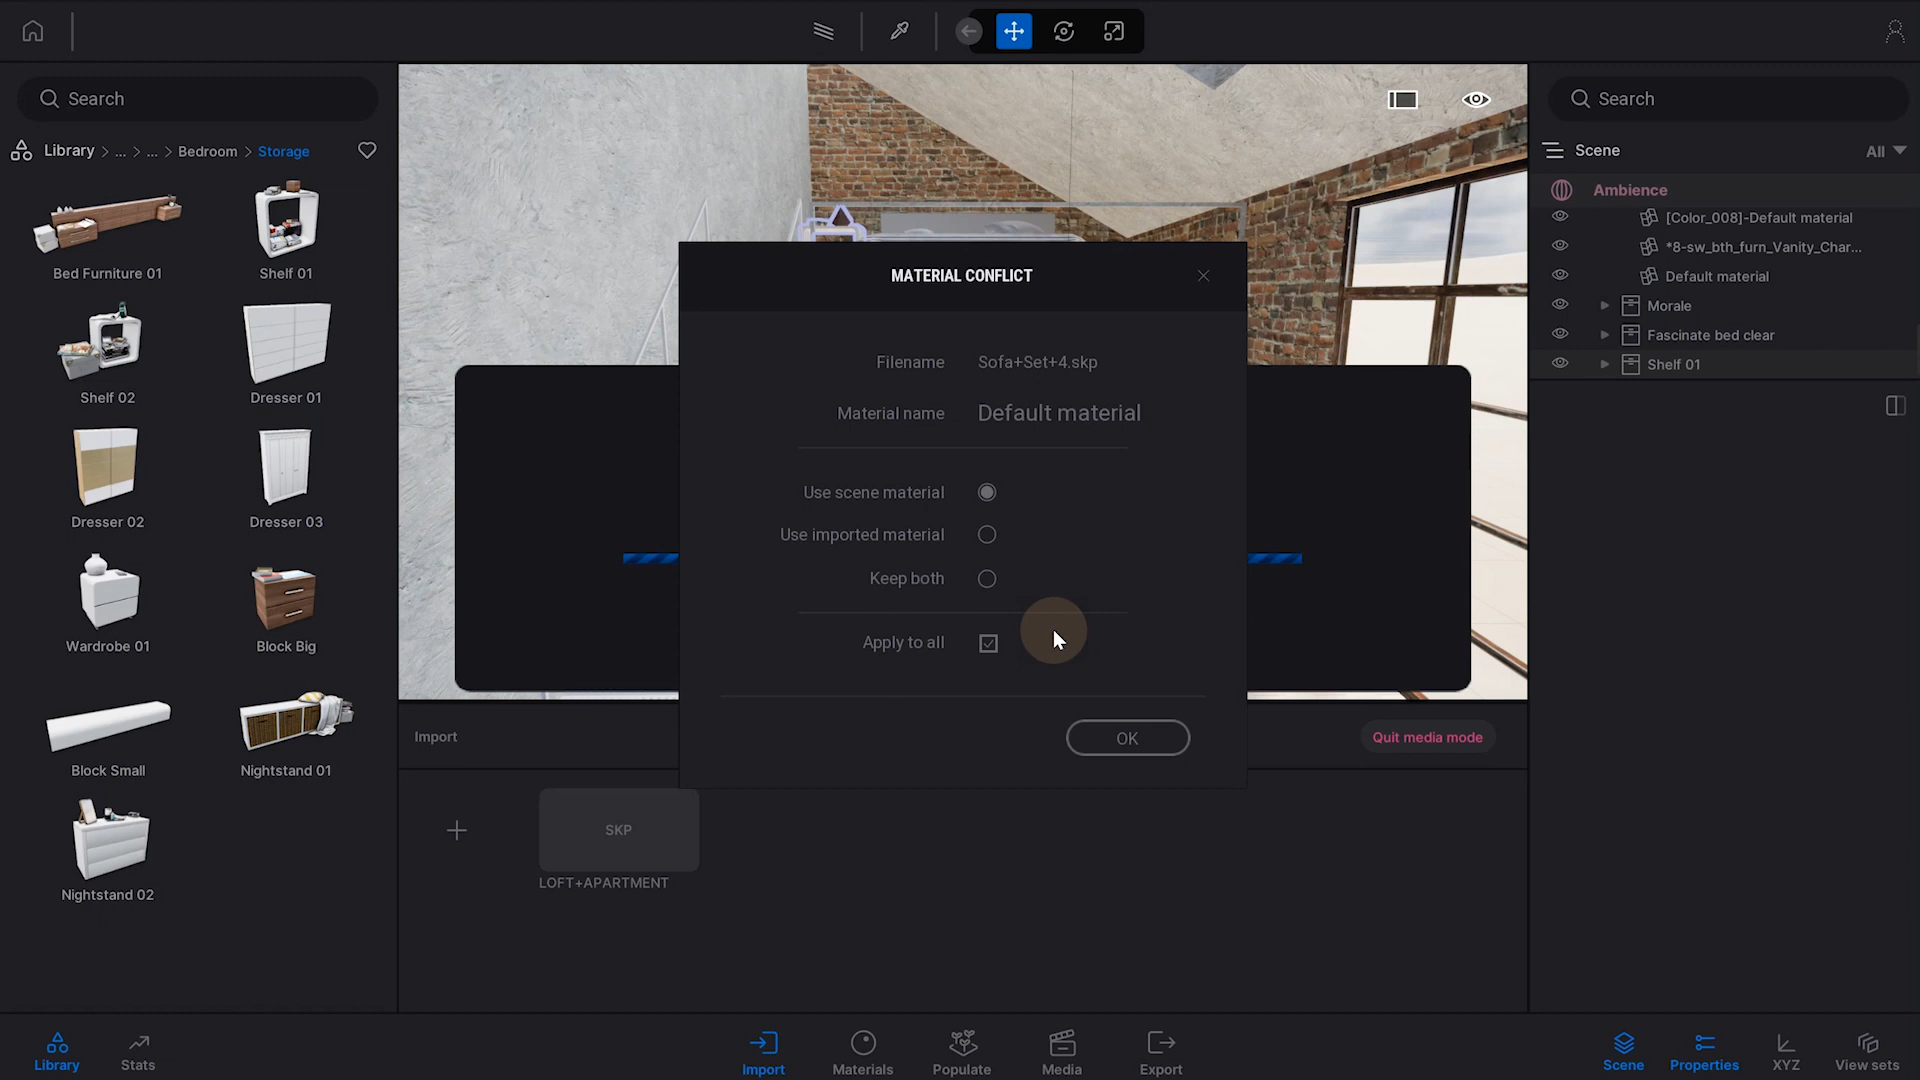 Search
Library > ... > ... > Bedroom > Storage
Bed Furniture 01
Shelf 01
Shelf 02
Dresser 01
Dresser 02
Dresser 03
Wardrobe 01
Block Big
Block Small
Nightstand 01
Nightstand 02
MATERIAL CONFLICT
Filename Sofa+Set+4.skp
Material name Default material
Use scene material
Use imported material
Keep both
Apply to all
OK
Import
Quit media mode
SKP
LOFT+APARTMENT
Search
Scene
All
Ambience
[Color_008]-Default material
*8-sw_bth_furn_Vanity_Char...
Default material
Morale
Fascinate bed clear
Shelf 01
Library
Stats
Import
Materials
Populate
Media
Export
Scene
Properties
XYZ
View sets